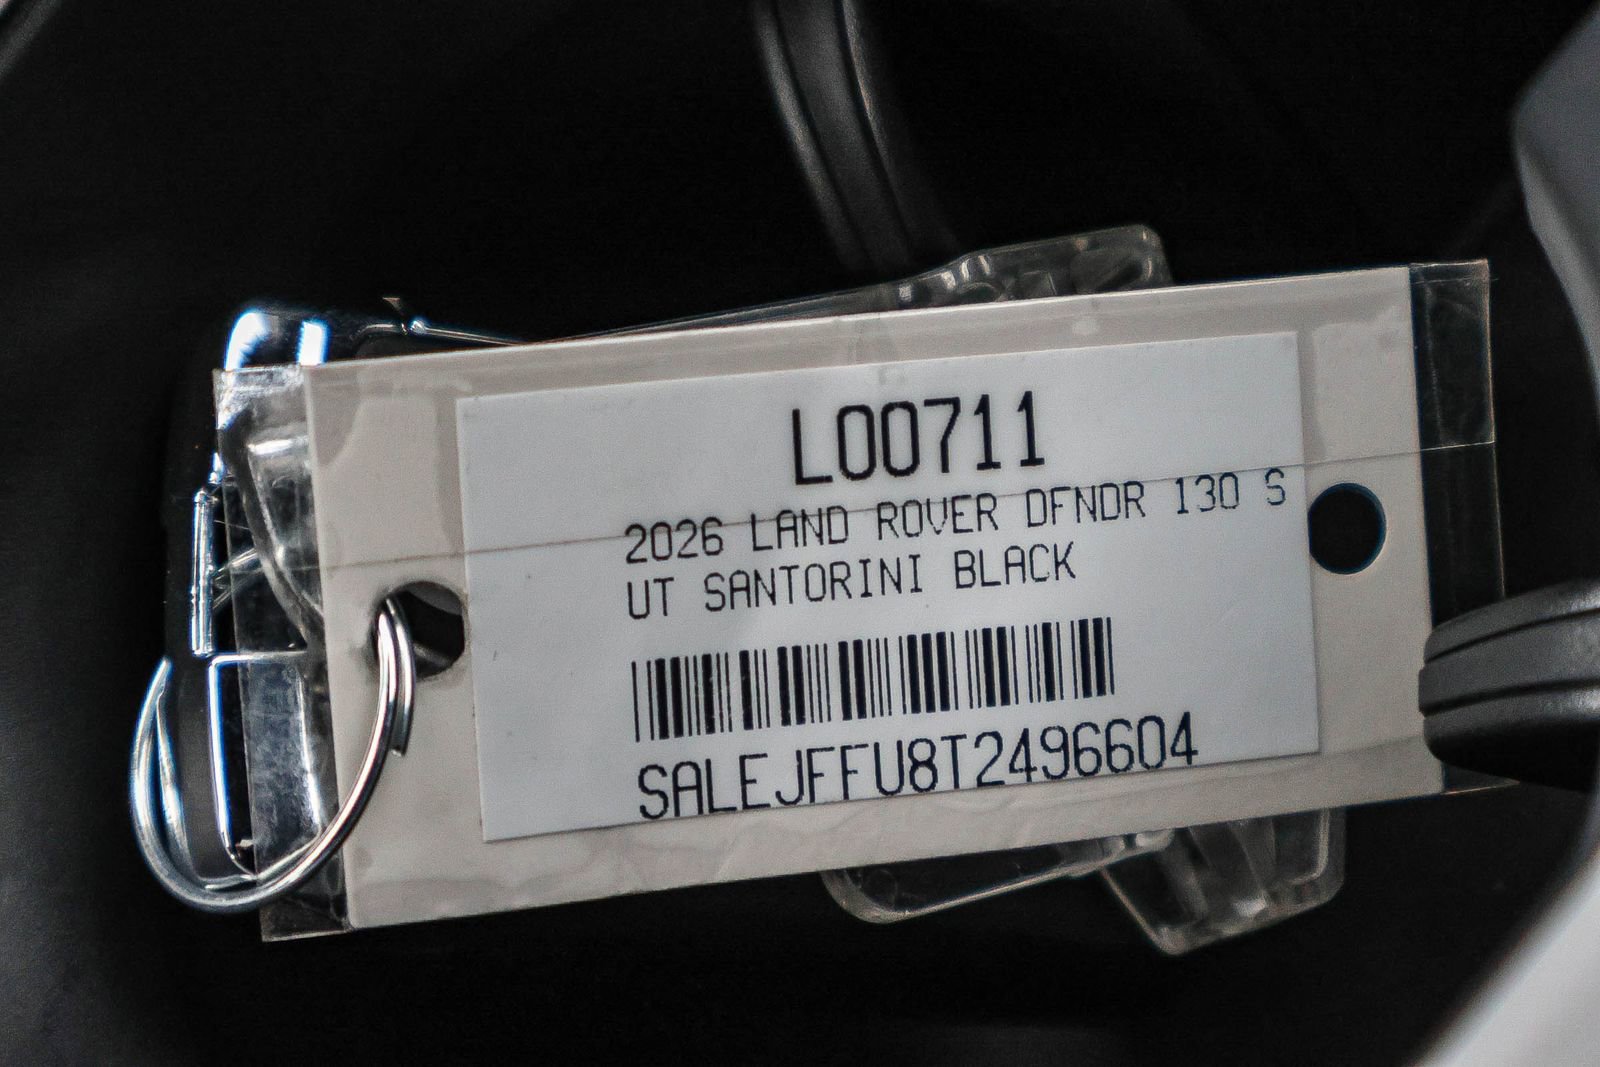 L00711
2026 LAND ROVER DFNDR 130 S
UT SANTORINI BLACK
SALEJFFU8T2496604